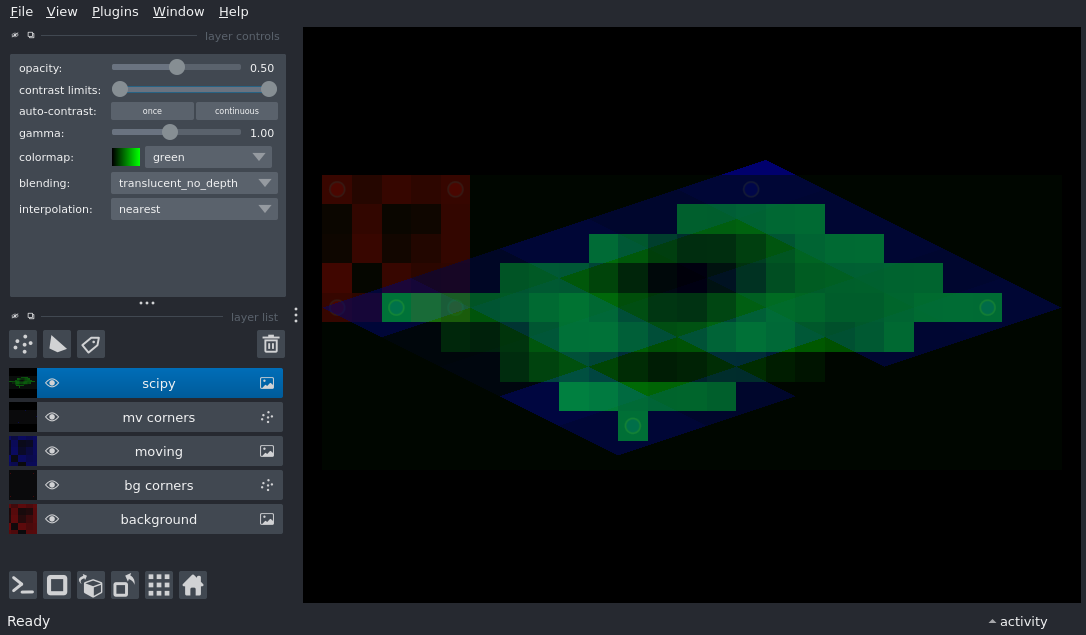 File View Plugins Window Help
layer controls
opacity: 0.50
contrast limits:
auto-contrast: once continuous
gamma: 1.00
colormap: green
blending: translucent_no_depth
interpolation: nearest
layer list
scipy
mv corners
moving
bg corners
background
Ready activity